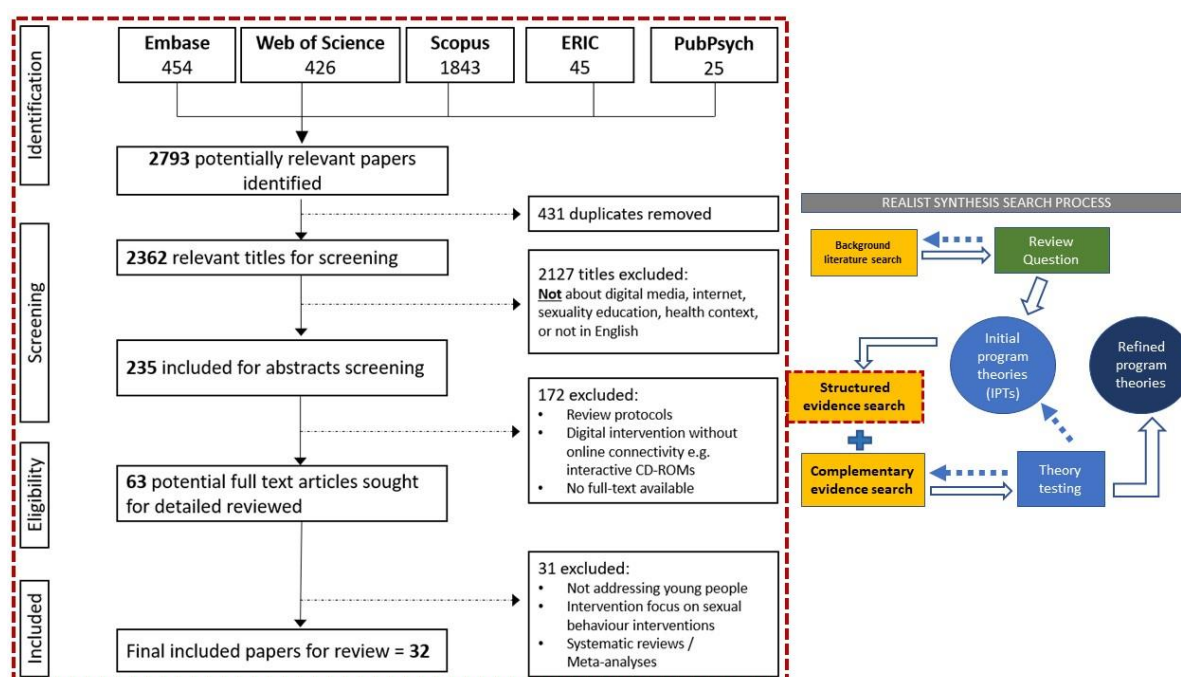 Identification
Embase
454
Web of Science
426
Scopus
1843
ERIC
45
PubPsych
25
2793 potentially relevant papers
identified
431 duplicates removed
Screening
2362 relevant titles for screening
2127 titles excluded:
Not about digital media, internet,
sexuality education, health context,
or not in English
235 included for abstracts screening
172 excluded:
• Review protocols
• Digital intervention without
online connectivity e.g.
interactive CD-ROMs
• No full-text available
Eligibility
63 potential full text articles sought
for detailed reviewed
31 excluded:
• Not addressing young people
• Intervention focus on sexual
behaviour interventions
• Systematic reviews /
Meta-analyses
Included
Final included papers for review = 32
REALIST SYNTHESIS SEARCH PROCESS
Background
literature search
Review
Question
Initial
program
theories
(IPTs)
Refined
program
theories
Structured
evidence search
Complementary
evidence search
Theory
testing